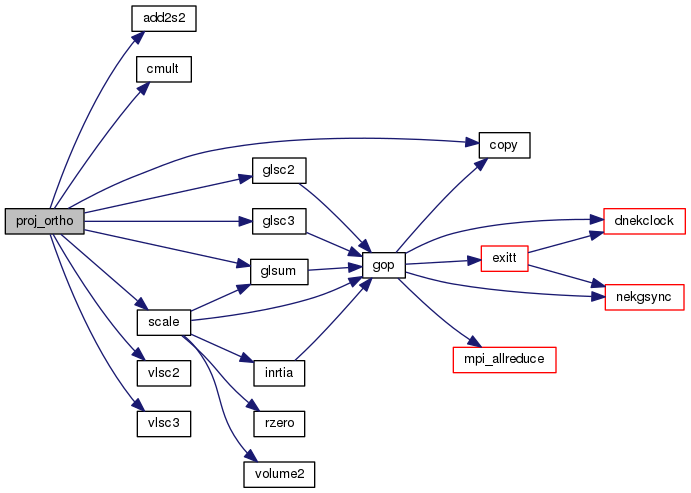 add2s2
cmult
copy
glsc2
proj_ortho
glsc3
dnekclock
glsum
gop
exitt
nekgsync
scale
mpi_allreduce
vlsc2
inrtia
vlsc3
rzero
volume2